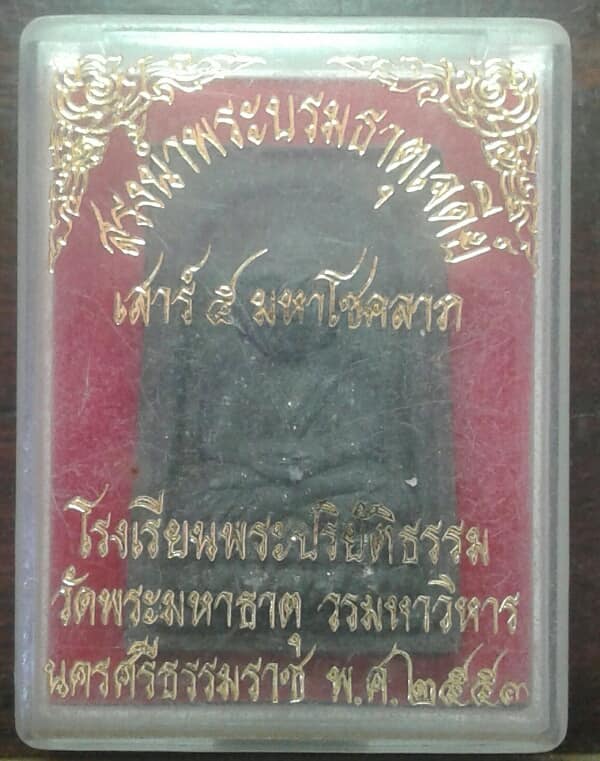 สรงน้ำพระบรมธาตุเจดีย์
เสาร์ ๕ มหาโชคลาภ
โรงเรียนพระปริยัติธรรม
วัดพระมหาธาตุ วรมหาวิหาร
นครศรีธรรมราช พ.ศ.๒๕๕๓